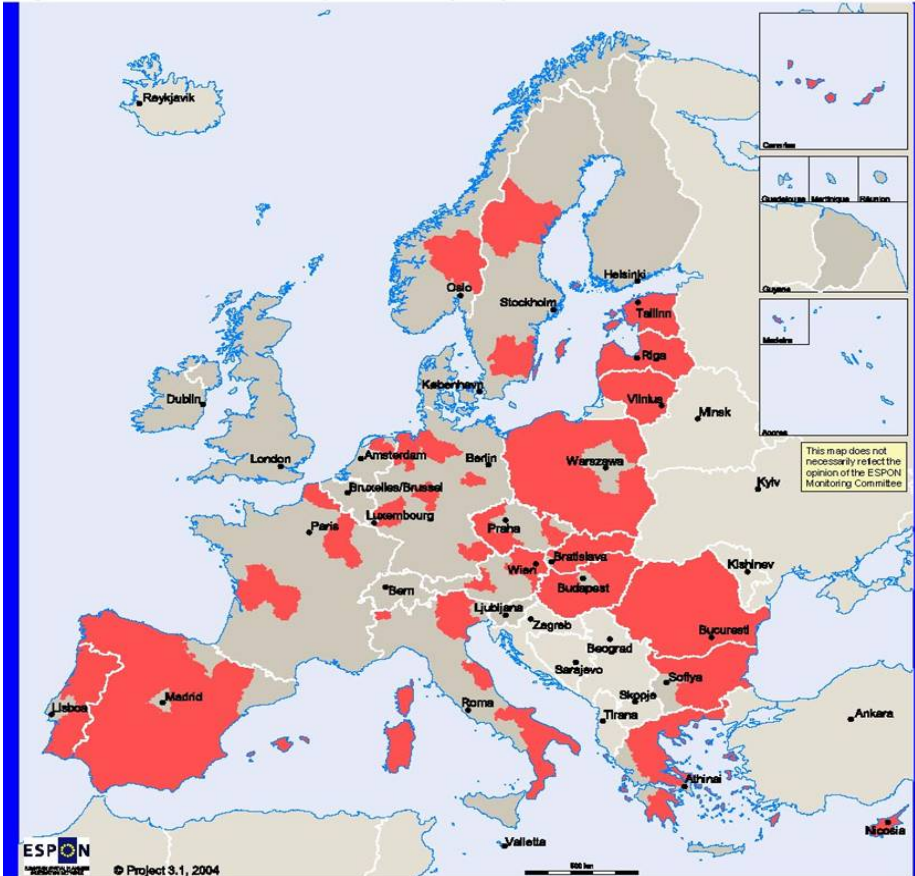 Reykjavik
Canarias
Guadeloupe
Martinique
Réunion
Guyane
Helsinki
Oslo
Stockholm
Tallinn
Madeira
Riga
København
Vilnius
Dublin
Minsk
Acores
London
Amsterdam
Berlin
Warszawa
This map does not
necessarily reflect the
opinion of the ESPON
Monitoring Committee
Bruxelles/Brussel
Kyiv
Luxembourg
Paris
Praha
Kishinev
Bratislava
Wien
Budapest
Bern
Ljubljana
Zagreb
Bucuresti
Beograd
Sarajevo
Sofiya
Skopje
Madrid
Roma
Lisboa
Tirana
Ankara
Athinai
Nicosia
Valletta
ESPON
© Project 3.1, 2004
500 km